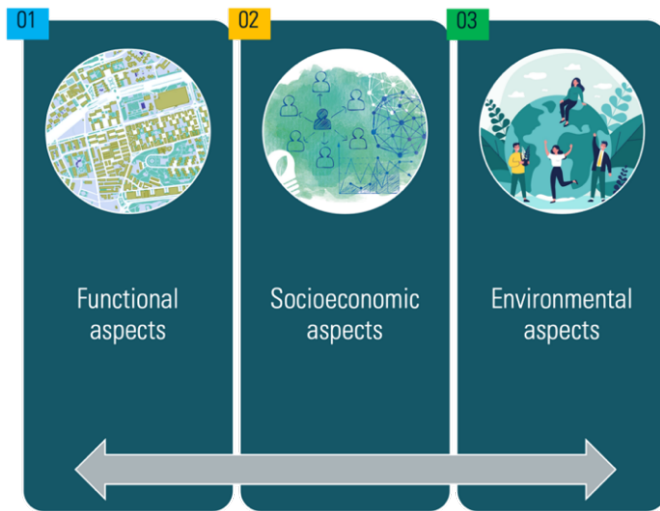 01
02
03
Functional
aspects
Socioeconomic
aspects
Environmental
aspects